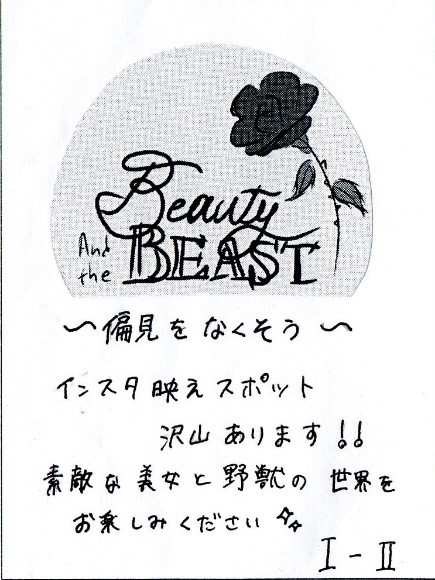 Beauty
And the BEAST
～偏見をなくそう～
インスタ映えスポット
沢山あります!!
素敵な美女と野獣の世界を
お楽しみください
I-II